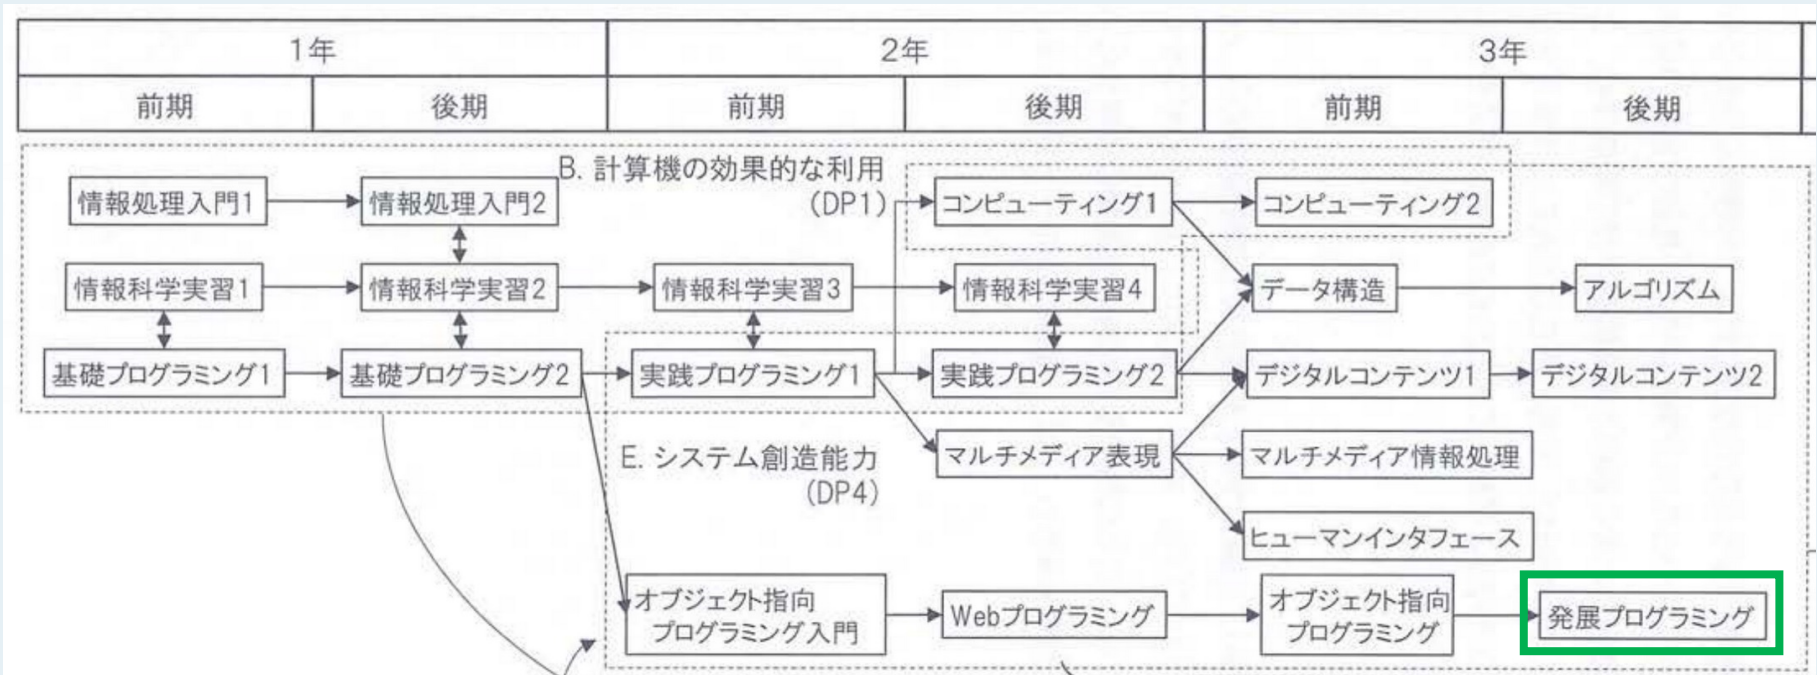 1年
2年
3年
前期
後期
前期
後期
前期
後期
B. 計算機の効果的な利用
(DP1)
情報処理入門1
情報処理入門2
コンピューティング1
コンピューティング2
情報科学実習1
情報科学実習2
情報科学実習3
情報科学実習4
データ構造
アルゴリズム
基礎プログラミング1
基礎プログラミング2
実践プログラミング1
実践プログラミング2
デジタルコンテンツ1
デジタルコンテンツ2
E. システム創造能力
(DP4)
マルチメディア表現
マルチメディア情報処理
ヒューマンインタフェース
オブジェクト指向
プログラミング入門
Webプログラミング
オブジェクト指向
プログラミング
発展プログラミング